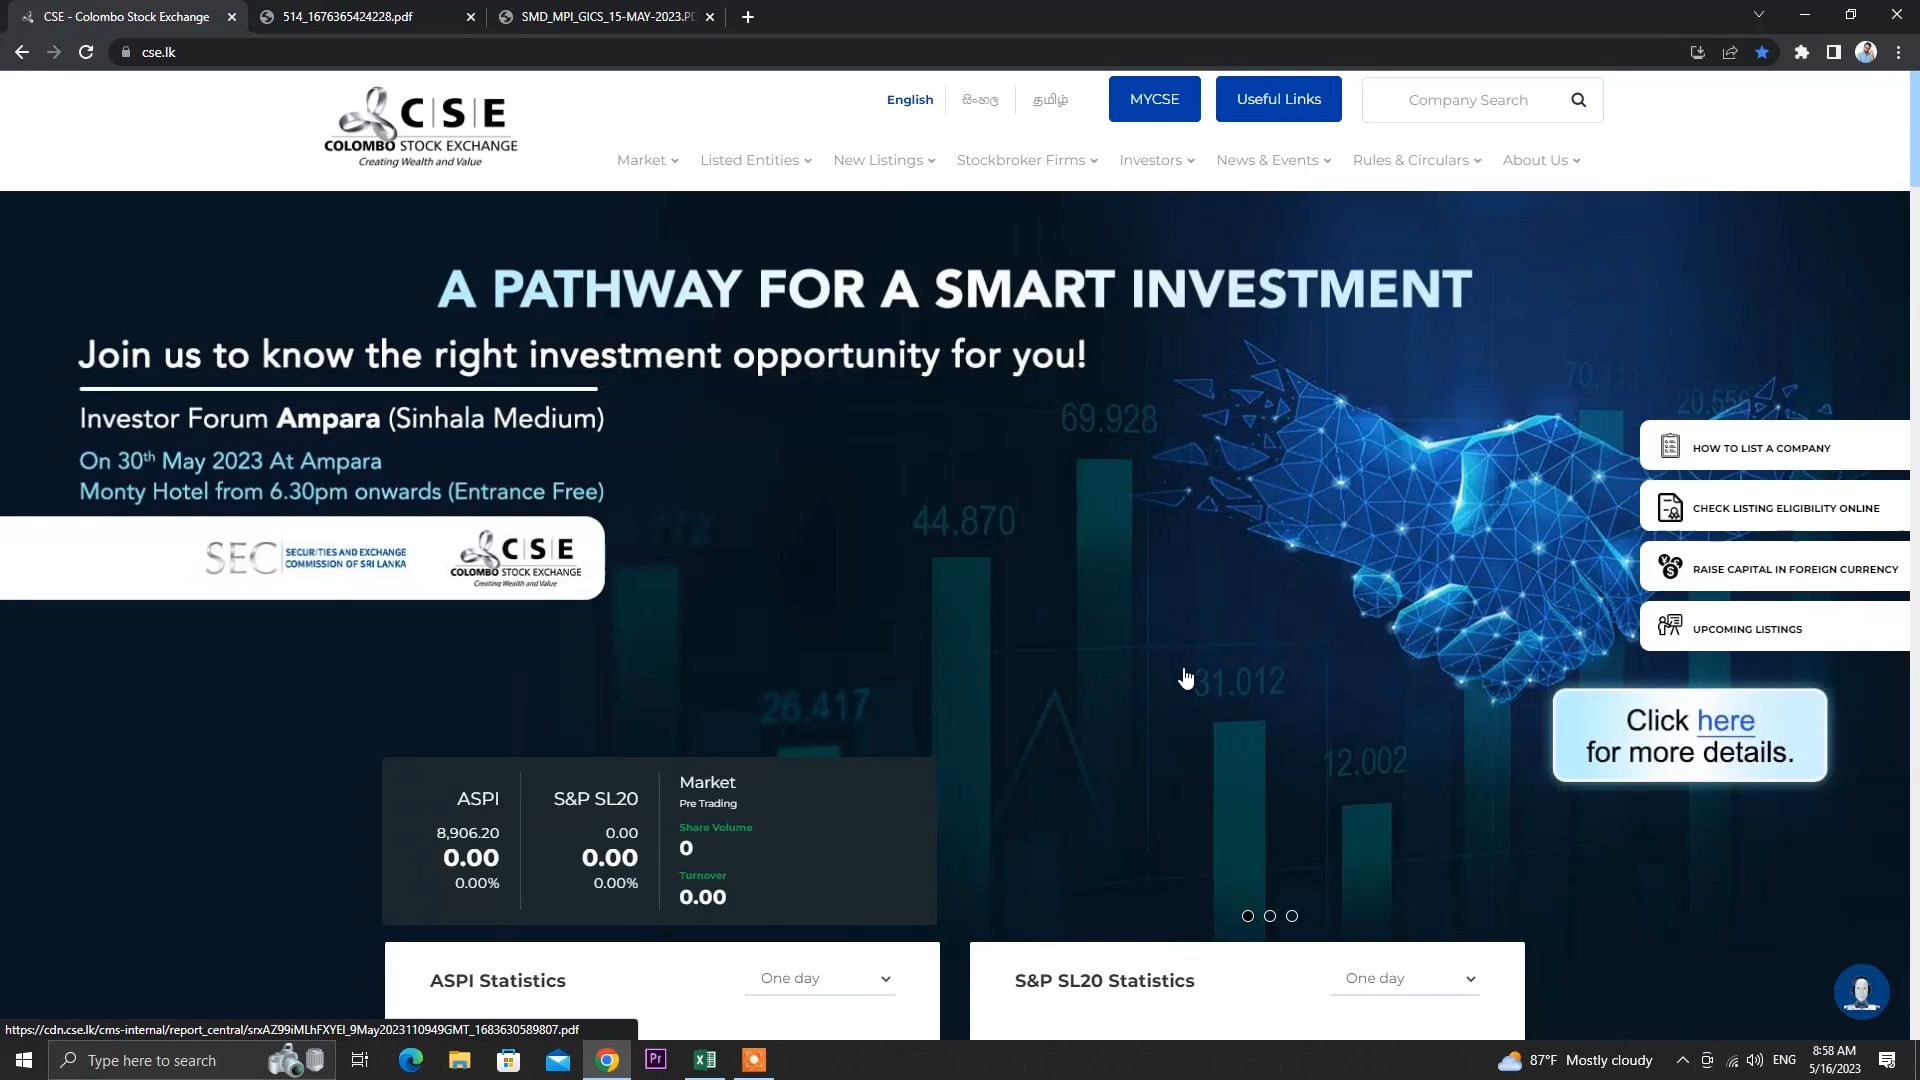 CSE - Colombo Stock Exchange
514_1676365424228.pdf
SMD_MPI_GICS_15-MAY-2023.PD
cse.lk
C|S|E
COLOMBO STOCK EXCHANGE
Creating Wealth and Value
English
සිංහල
தமிழ்
MYCSE
Useful Links
Company Search
Market
Listed Entities
New Listings
Stockbroker Firms
Investors
News & Events
Rules & Circulars
About Us
A PATHWAY FOR A SMART INVESTMENT
Join us to know the right investment opportunity for you!
Investor Forum Ampara (Sinhala Medium)
On 30th May 2023 At Ampara
Monty Hotel from 6.30pm onwards (Entrance Free)
SEC SECURITIES AND EXCHANGE
COMMISSION OF SRI LANKA
C|S|E
COLOMBO STOCK EXCHANGE
Creating Wealth and Value
69.928
44.870
26.417
31.012
12.002
70.111
20.556
HOW TO LIST A COMPANY
CHECK LISTING ELIGIBILITY ONLINE
RAISE CAPITAL IN FOREIGN CURRENCY
UPCOMING LISTINGS
Click here
for more details.
ASPI
8,906.20
0.00
0.00%
S&P SL20
0.00
0.00
0.00%
Market
Pre Trading
Share Volume
0
Turnover
0.00
ASPI Statistics
One day
S&P SL20 Statistics
One day
https://cdn.cse.lk/cms-internal/report_central/srxAZ99iMLhFXYEl_9May2023110949GMT_1683630589807.pdf
Type here to search
Pr
87°F Mostly cloudy
ENG
8:58 AM
5/16/2023